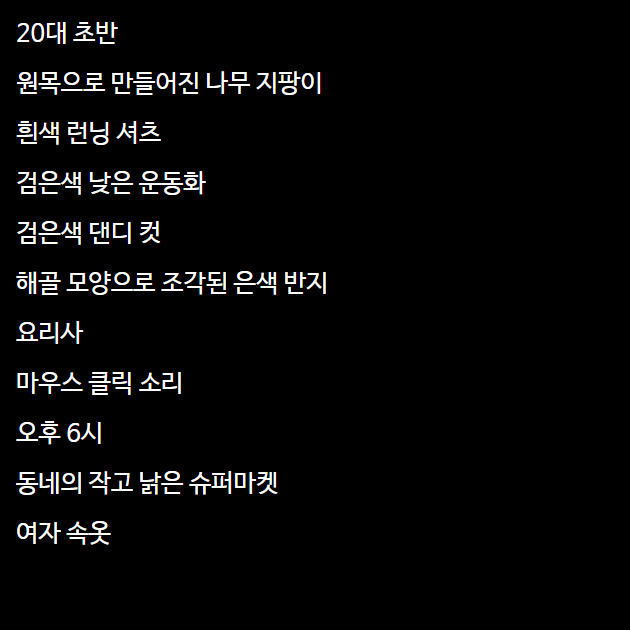 20대 초반
원목으로 만들어진 나무 지팡이
흰색 런닝 셔츠
검은색 낮은 운동화
검은색 댄디 컷
해골 모양으로 조각된 은색 반지
요리사
마우스 클릭 소리
오후 6시
동네의 작고 낡은 슈퍼마켓
여자 속옷